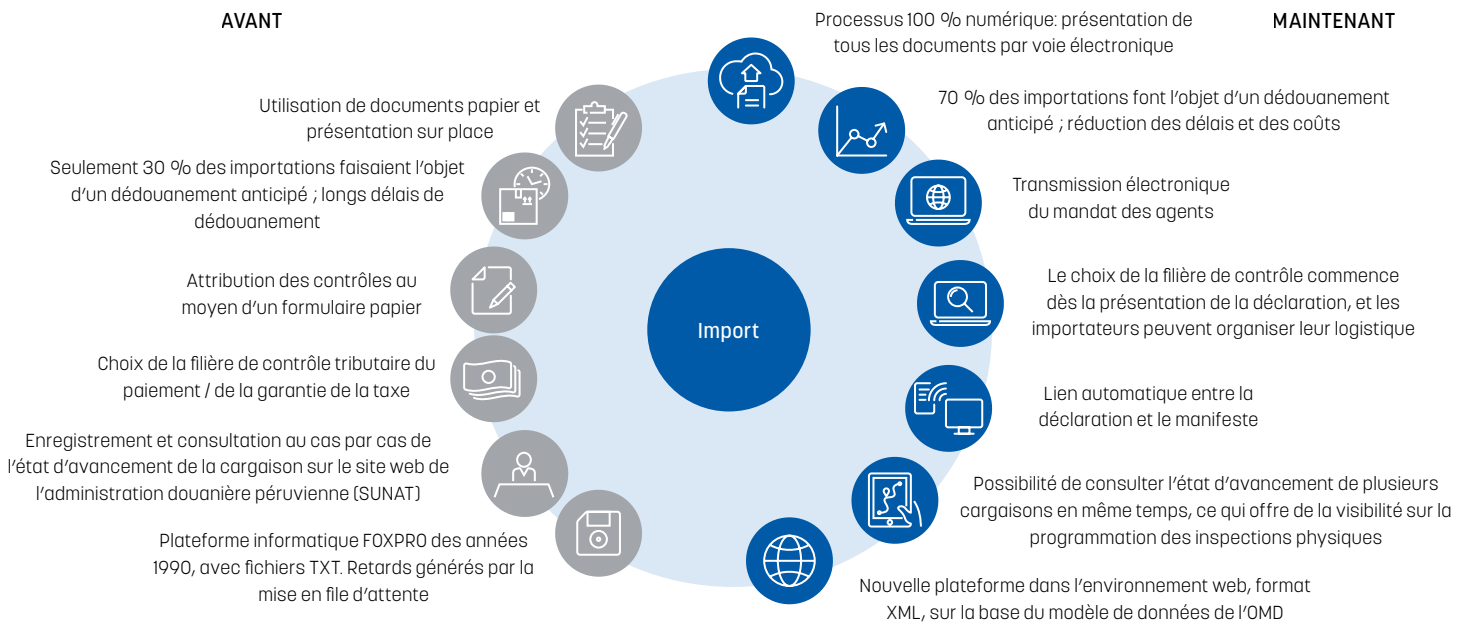 AVANT
Utilisation de documents papier et
présentation sur place
Seulement 30 % des importations faisaient l'objet
d'un dédouanement anticipé ; longs délais de
dédouanement
Attribution des contrôles au
moyen d'un formulaire papier
Choix de la filière de contrôle tributaire du
paiement / de la garantie de la taxe
Enregistrement et consultation au cas par cas de
l'état d'avancement de la cargaison sur le site web de
l'administration douanière péruvienne (SUNAT)
Plateforme informatique FOXPRO des années
1990, avec fichiers TXT. Retards générés par la
mise en file d'attente
Import
MAINTENANT
Processus 100 % numérique: présentation de
tous les documents par voie électronique
70 % des importations font l'objet d'un dédouanement
anticipé ; réduction des délais et des coûts
Transmission électronique
du mandat des agents
Le choix de la filière de contrôle commence
dès la présentation de la déclaration, et les
importateurs peuvent organiser leur logistique
Lien automatique entre la
déclaration et le manifeste
Possibilité de consulter l'état d'avancement de plusieurs
cargaisons en même temps, ce qui offre de la visibilité sur la
programmation des inspections physiques
Nouvelle plateforme dans l'environnement web, format
XML, sur la base du modèle de données de l'OMD